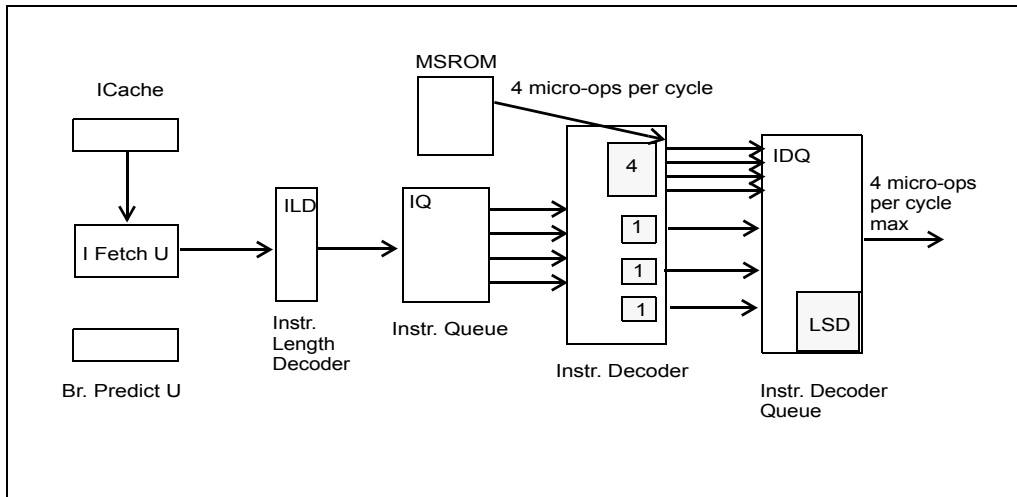 MSROM
4 micro-ops per cycle
ICache
4
IDQ
4 micro-ops
per cycle
max
ILD
IQ
1
I Fetch U
1
1
LSD
Instr.
Length
Decoder
Instr. Queue
Instr. Decoder
Br. Predict U
Instr. Decoder
Queue